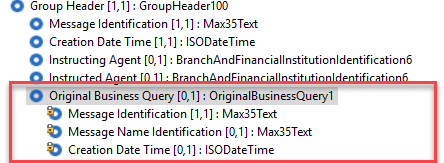 Group Header [1,1] : GroupHeader100
Message Identification [1,1] : Max35Text
Creation Date Time [1,1] : ISODateTime
Instructing Agent [0,1] : BranchAndFinancialInstitutionIdentification6
Instructed Agent [0,1] : BranchAndFinancialInstitutionIdentification6
Original Business Query [0,1] : OriginalBusinessQuery1
Message Identification [1,1] : Max35Text
Message Name Identification [0,1] : Max35Text
Creation Date Time [0,1] : ISODateTime